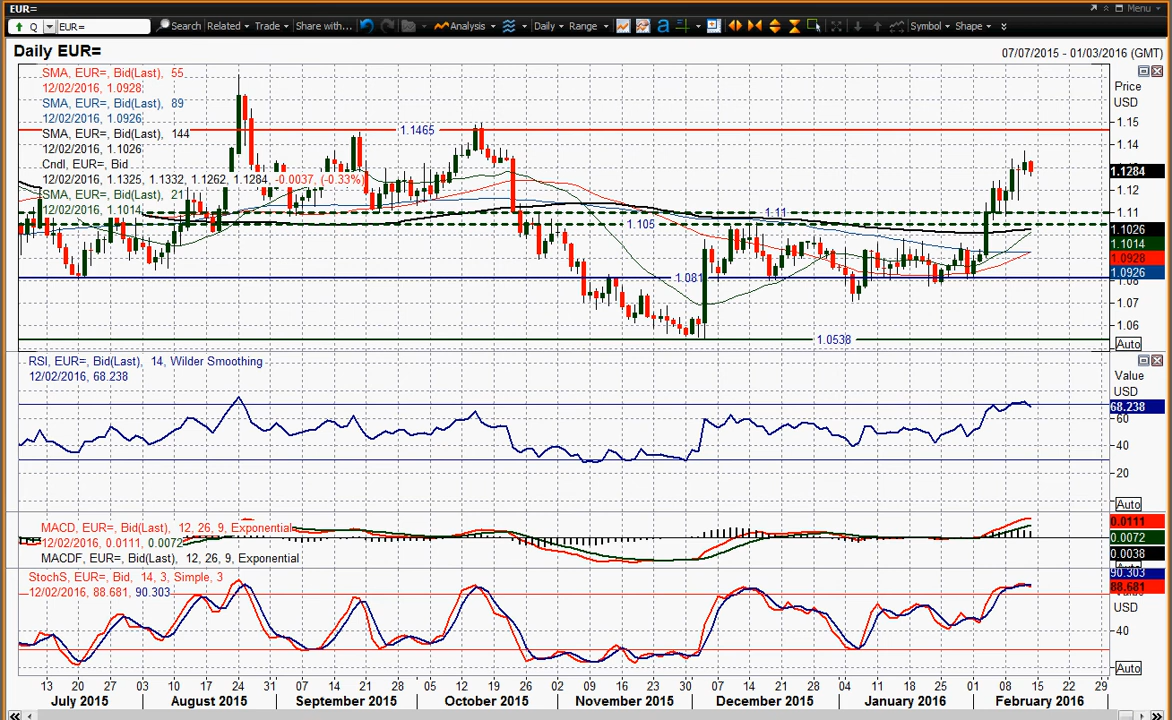 EUR=
Menu
Q EUR= Search Related Trade Share with... Analysis Daily Range Symbol Shape
Daily EUR=
07/07/2015 - 01/03/2016 (GMT)
SMA, EUR=, Bid(Last), 55
12/02/2016, 1.0928
SMA, EUR=, Bid(Last), 89
12/02/2016, 1.0926
SMA, EUR=, Bid(Last), 144
12/02/2016, 1.1026
Cndl, EUR=, Bid
12/02/2016, 1.1325, 1.1332, 1.1262, 1.1284, -0.0037, (-0.33%)
SMA, EUR=, Bid(Last), 21
12/02/2016, 1.1014
1.1465
1.11
1.105
1.081
1.0538
Price
USD
1.15
1.14
1.1284
1.12
1.11
1.1026
1.1014
1.0928
1.0926
1.08
1.07
1.06
Auto
RSI, EUR=, Bid(Last), 14, Wilder Smoothing
12/02/2016, 68.238
Value
USD
68.238
60
40
20
Auto
MACD, EUR=, Bid(Last), 12, 26, 9, Exponential
12/02/2016, 0.0111, 0.0072
MACDF, EUR=, Bid(Last), 12, 26, 9, Exponential
0.0111
0.0072
0.0038
StochS, EUR=, Bid, 14, 3, Simple, 3
12/02/2016, 88.681, 90.303
90.303
88.681
USD
40
Auto
13 20 27 03 10 17 24 31 07 14 21 28 05 12 19 26 02 09 16 23 30 07 14 21 28 04 11 18 25 01 08 15 22 29
July 2015 August 2015 September 2015 October 2015 November 2015 December 2015 January 2016 February 2016